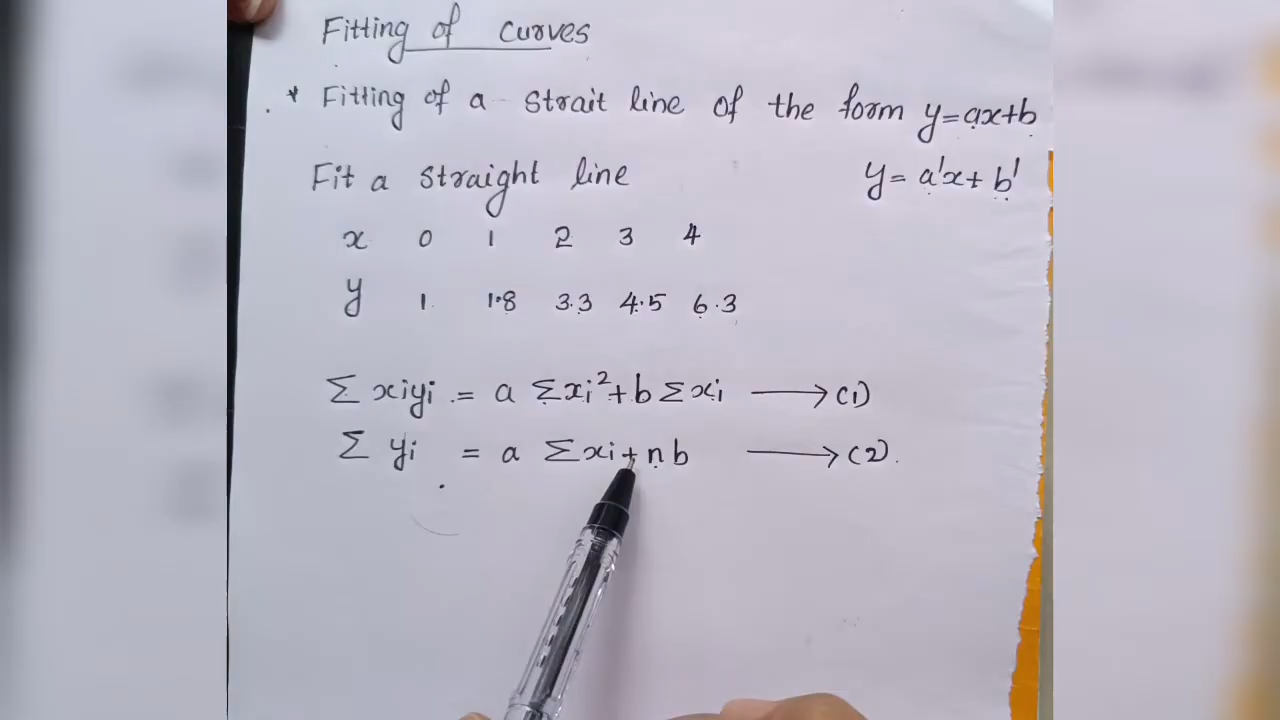 Fitting of curves
* Fitting of a strait line of the form y=ax+b
Fit a straight line y= a'x+ b'
x 0 1 2 3 4
y 1 1.8 3.3 4.5 6.3
Σ xiyi = a Σxi²+b Σxi ⟶ (1)
Σ yi = a Σxi+nb ⟶ (2)